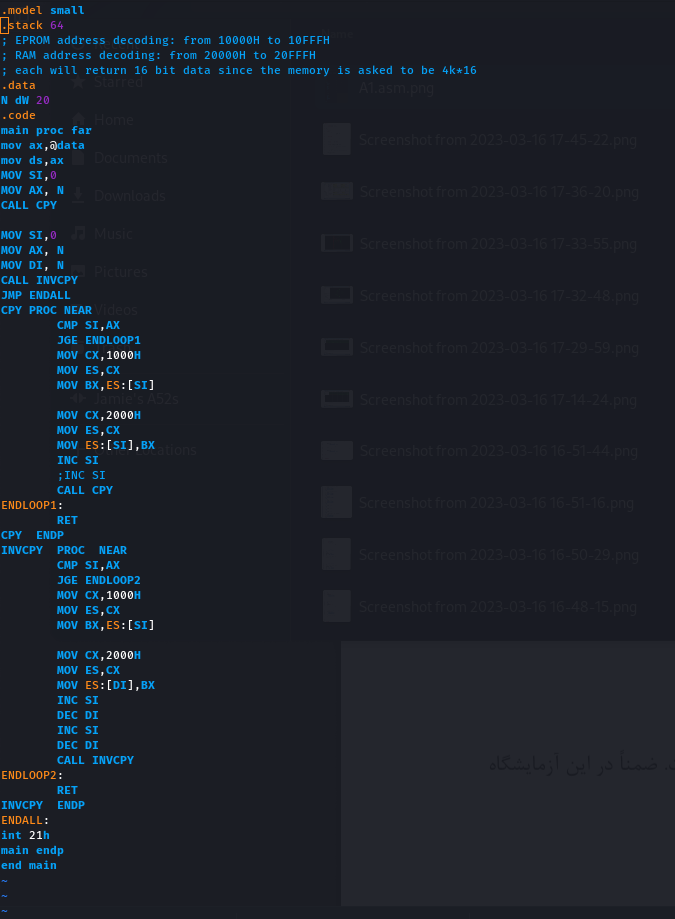 .model small
.stack 64
; EPROM address decoding: from 10000H to 10FFFH
; RAM address decoding: from 20000H to 20FFFH
; each will return 16 bit data since the memory is asked to be 4k*16
.data
N dW 20
.code
main proc far
mov ax,@data
mov ds,ax
MOV SI,0
MOV AX, N
CALL CPY
MOV SI,0
MOV AX, N
MOV DI, N
CALL INVCPY
JMP ENDALL
CPY PROC NEAR
CMP SI,AX
JGE ENDLOOP1
MOV CX,1000H
MOV ES,CX
MOV BX,ES:[SI]
MOV CX,2000H
MOV ES,CX
MOV ES:[SI],BX
INC SI
;INC SI
CALL CPY
ENDLOOP1:
RET
CPY ENDP
INVCPY PROC NEAR
CMP SI,AX
JGE ENDLOOP2
MOV CX,1000H
MOV ES,CX
MOV BX,ES:[SI]
MOV CX,2000H
MOV ES,CX
MOV ES:[DI],BX
INC SI
DEC DI
INC SI
DEC DI
CALL INVCPY
ENDLOOP2:
RET
INVCPY ENDP
ENDALL:
int 21h
main endp
end main
~
~
~
Starred
Home
Documents
Downloads
Music
Pictures
Videos
Jamie's A52s
Locations
A1.asm.png
Screenshot from 2023-03-16 17-45-22.png
Screenshot from 2023-03-16 17-36-20.png
Screenshot from 2023-03-16 17-33-55.png
Screenshot from 2023-03-16 17-32-48.png
Screenshot from 2023-03-16 17-29-59.png
Screenshot from 2023-03-16 17-14-24.png
Screenshot from 2023-03-16 16-51-44.png
Screenshot from 2023-03-16 16-51-16.png
Screenshot from 2023-03-16 16-50-29.png
Screenshot from 2023-03-16 16-48-15.png
ضمناً در این آزمایشگاه